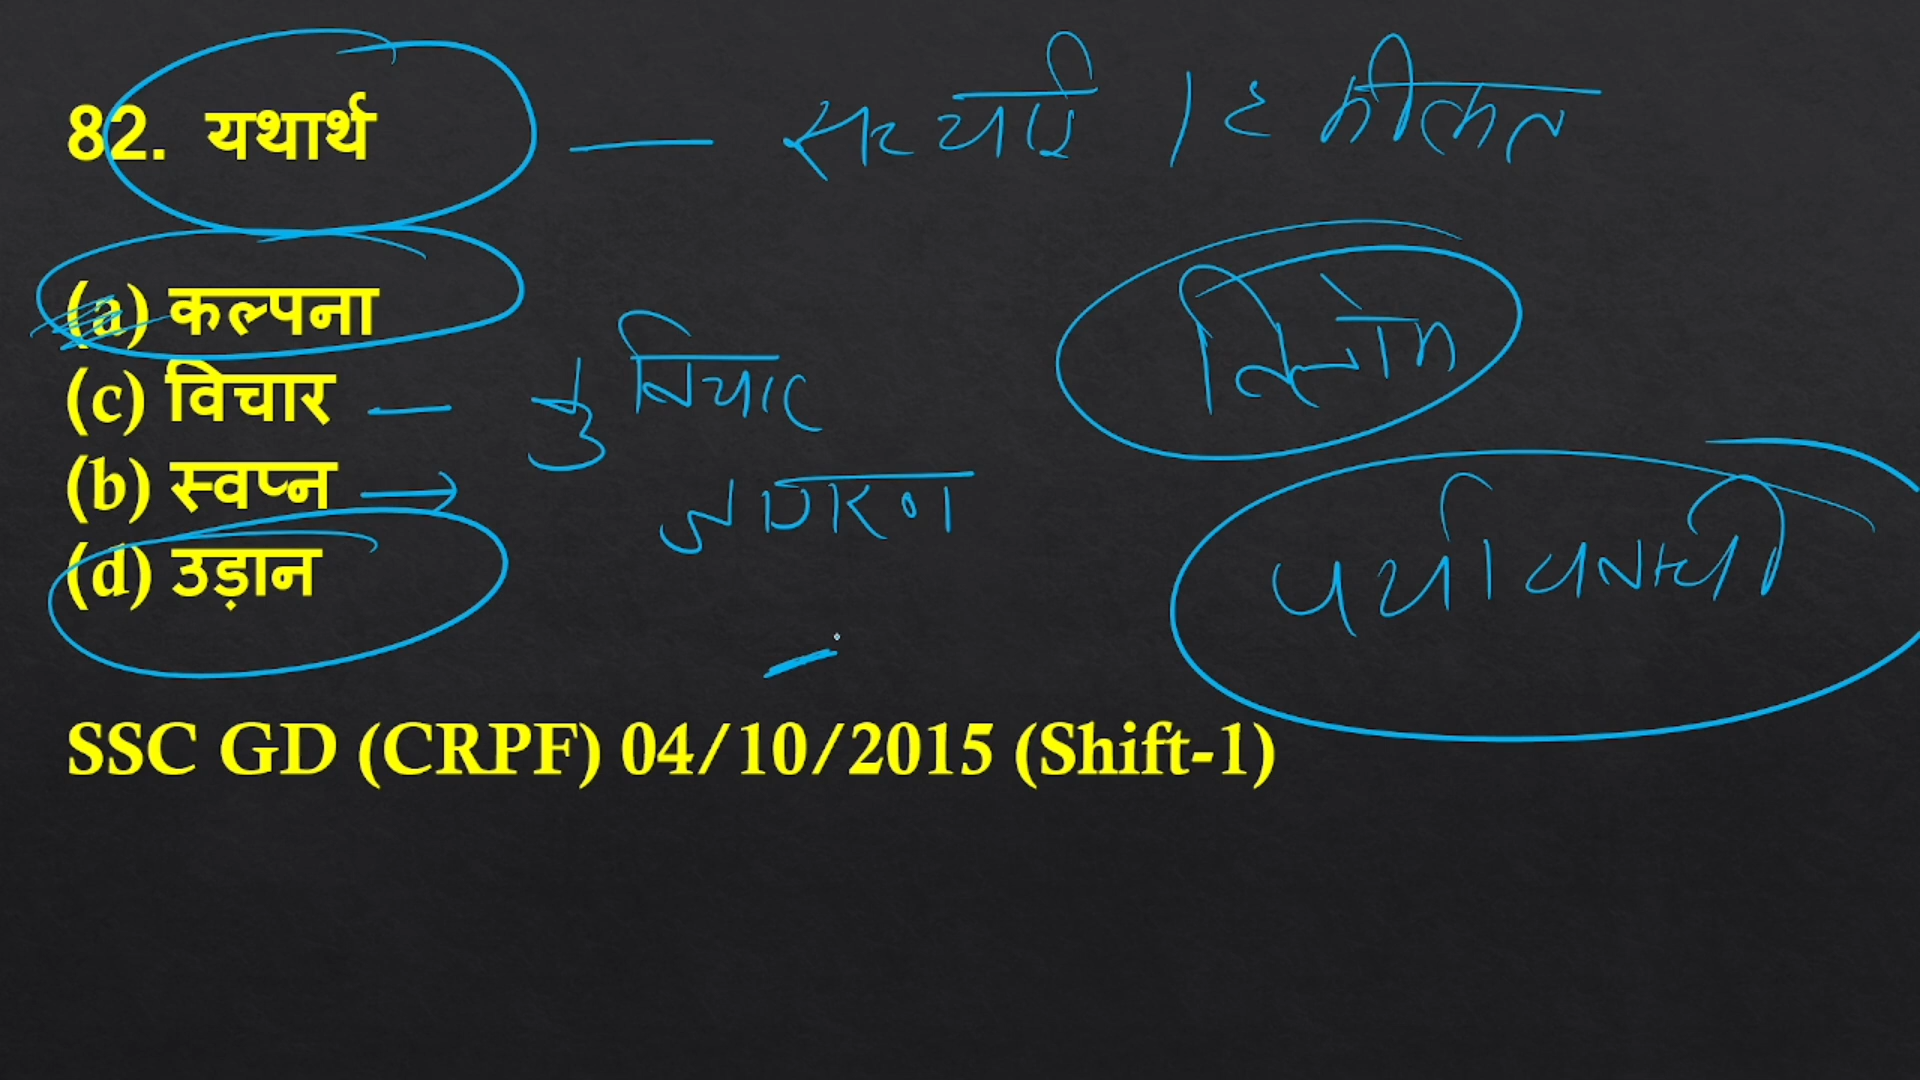 82. यथार्थ — सच्चाई / हकीकत
(a) कल्पना
विलोम
(c) विचार — कुविचार
(b) स्वप्न → जागरण
पर्यायवाची
(d) उड़ान
SSC GD (CRPF) 04/10/2015 (Shift-1)